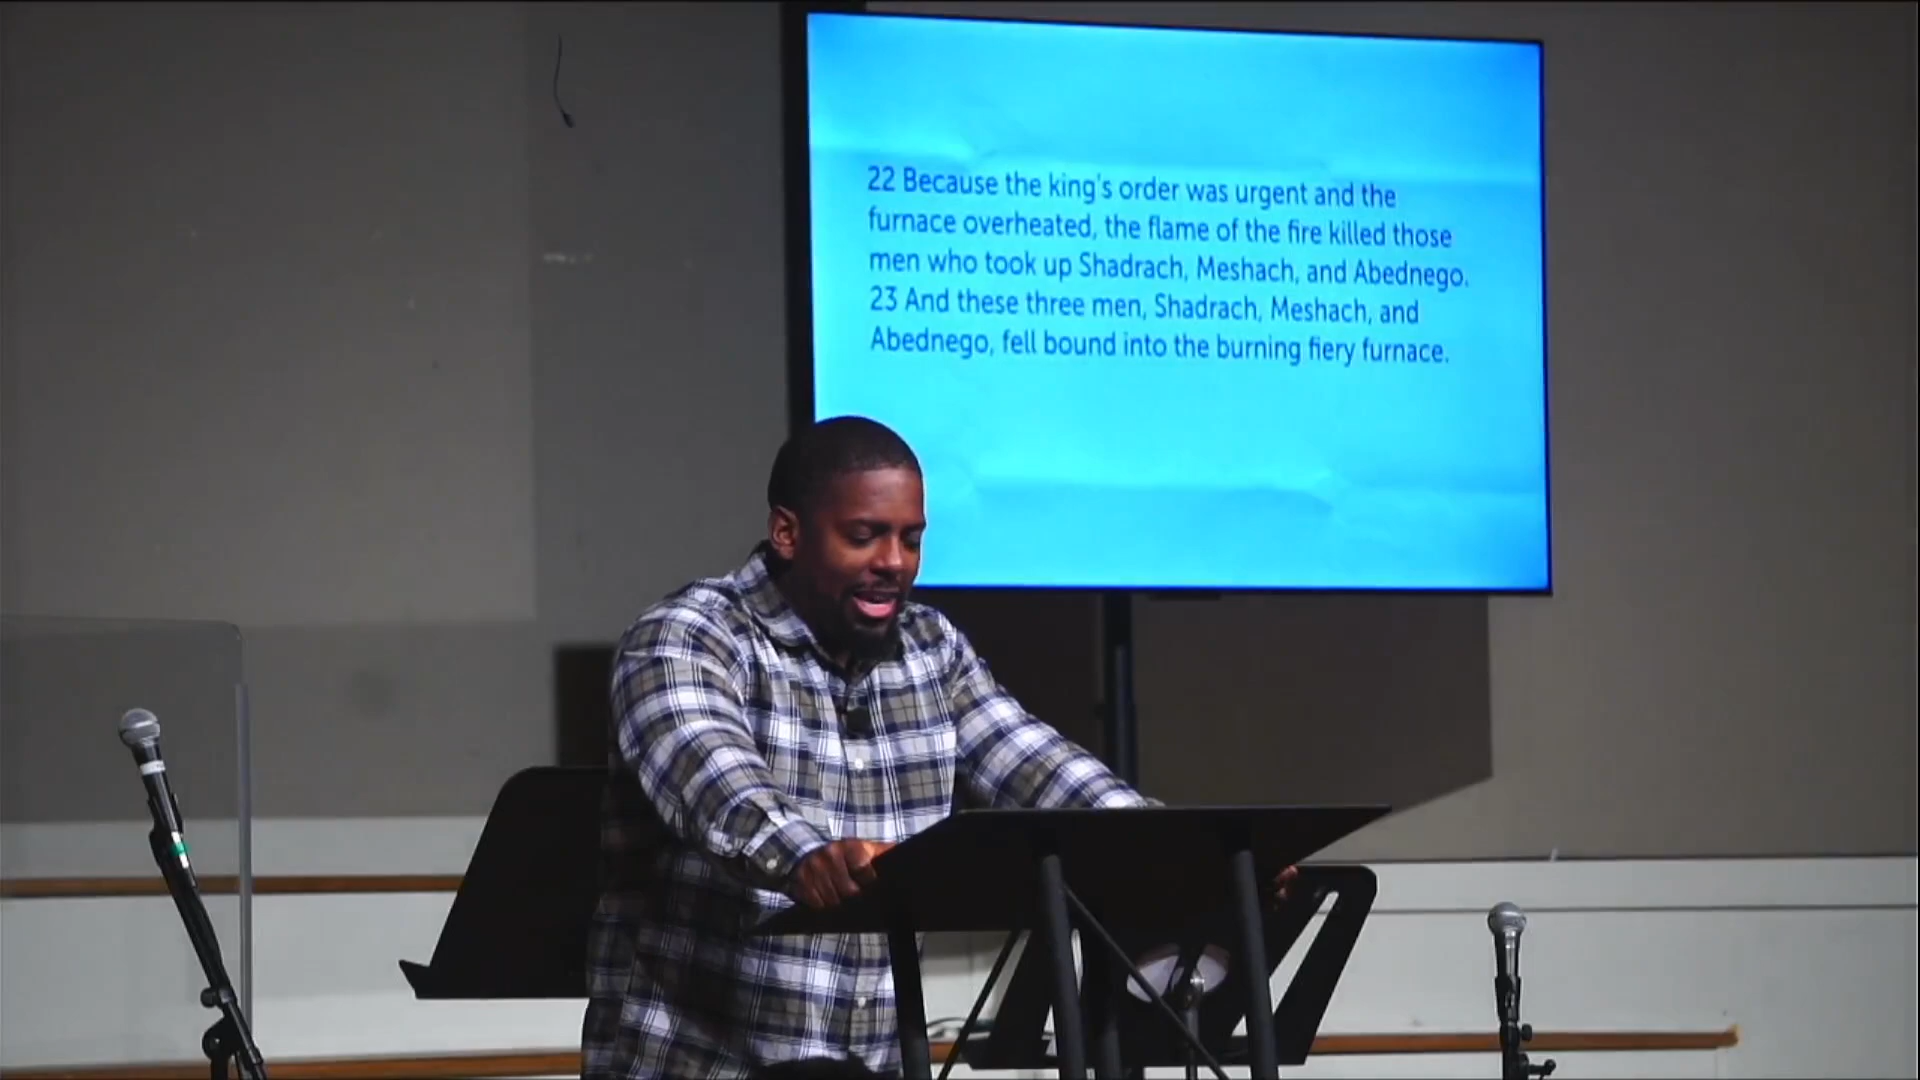 22 Because the king's order was urgent and the
furnace overheated, the flame of the fire killed those
men who took up Shadrach, Meshach, and Abednego.
23 And these three men, Shadrach, Meshach, and
Abednego, fell bound into the burning fiery furnace.